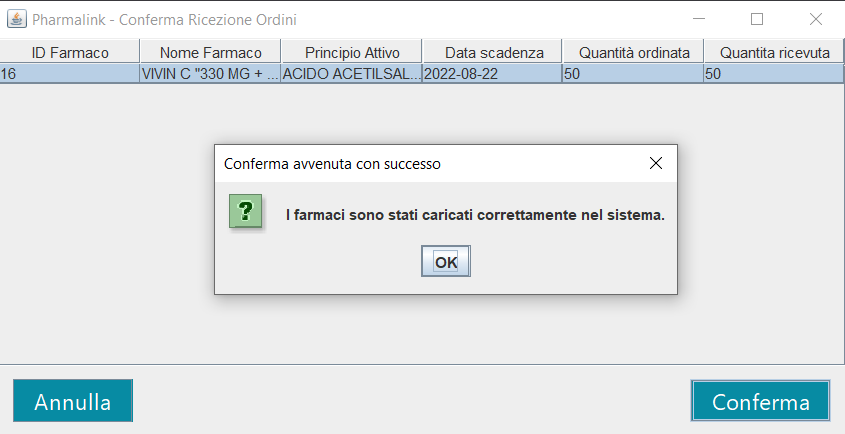 Pharmalink - Conferma Ricezione Ordini
ID Farmaco Nome Farmaco Principio Attivo Data scadenza Quantità ordinata Quantita ricevuta
16 VIVIN C "330 MG + ... ACIDO ACETILSAL... 2022-08-22 50 50
Conferma avvenuta con successo
?
I farmaci sono stati caricati correttamente nel sistema.
OK
Annulla Conferma